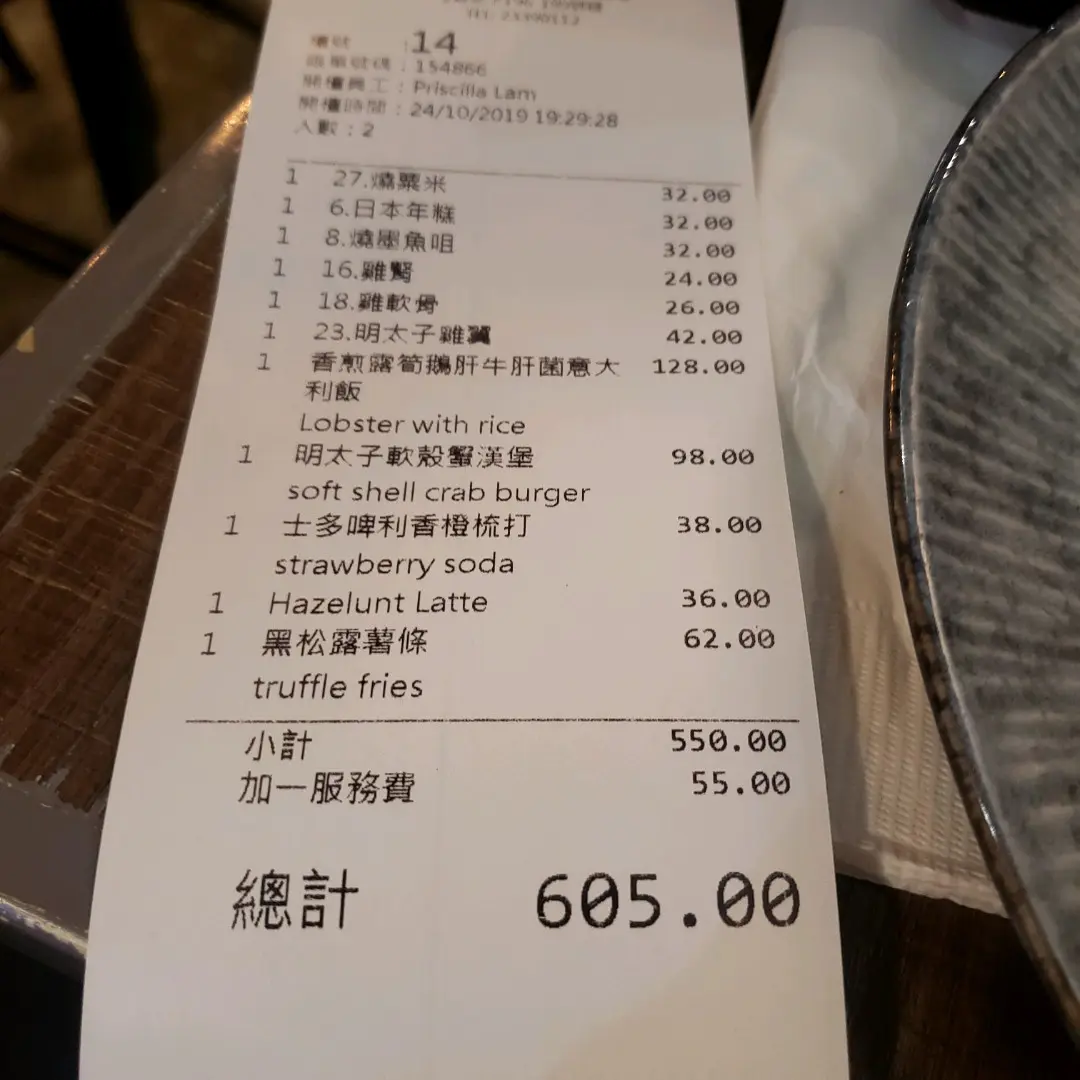 TEL: 23390112
檯號 :14
賬單號碼 : 154866
開檯員工 : Priscilla Lam
開檯時間 : 24/10/2019 19:29:28
人數 : 2
1 27.燒粟米 32.00
1 6.日本年糕 32.00
1 8.燒墨魚咀 32.00
1 16.雞腎 24.00
1 18.雞軟骨 26.00
1 23.明太子雞翼 42.00
1 香煎露筍鵝肝牛肝菌意大 128.00
利飯
Lobster with rice
1 明太子軟殼蟹漢堡 98.00
soft shell crab burger
1 士多啤利香橙梳打 38.00
strawberry soda
1 Hazelunt Latte 36.00
1 黑松露薯條 62.00
truffle fries
小計 550.00
加一服務費 55.00
總計 605.00